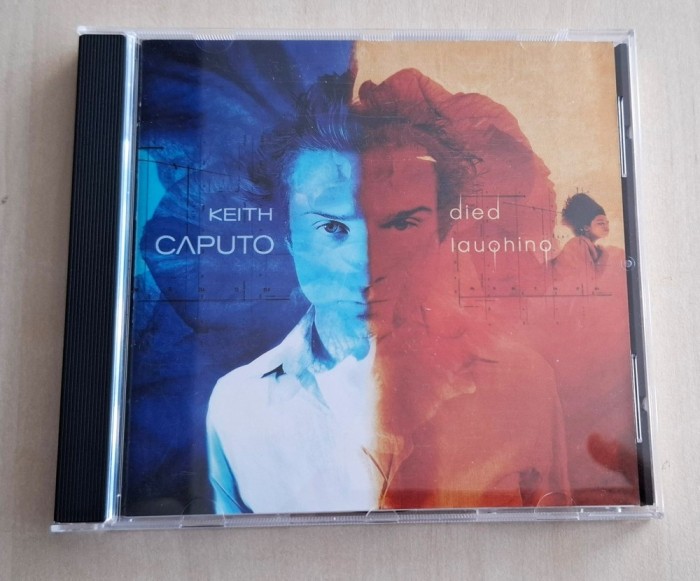 KEITH
CAPUTO
died
laughing